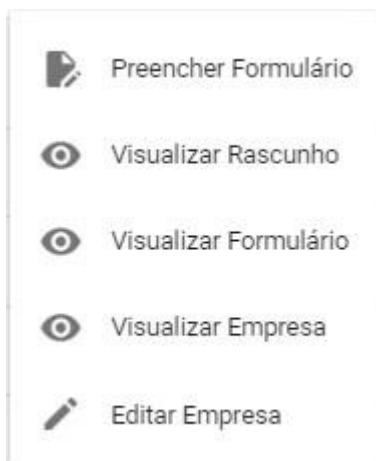 Preencher Formulário
Visualizar Rascunho
Visualizar Formulário
Visualizar Empresa
Editar Empresa